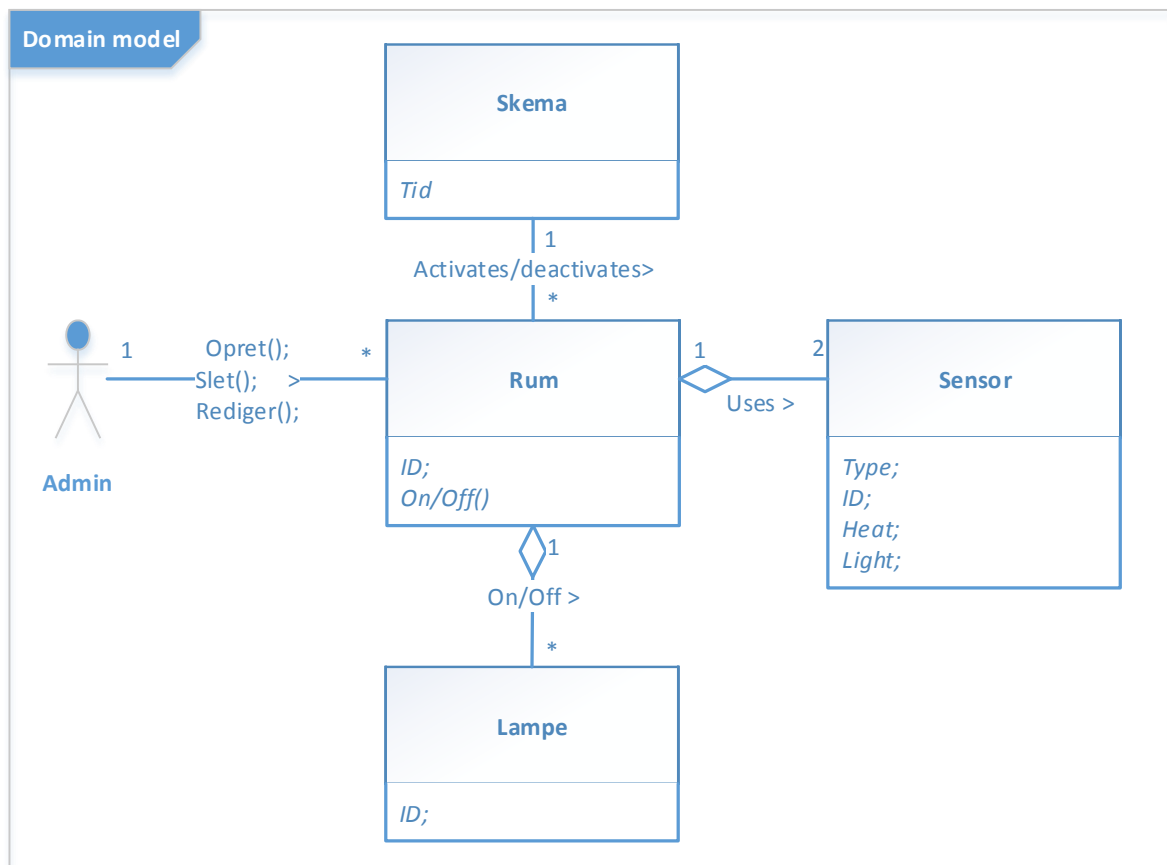 Domain model
Skema
Tid
1
Activates/deactivates>
*
1
Opret();
Slet(); >
Rediger();
*
Admin
Rum
ID;
On/Off()
1
2
Uses >
Sensor
Type;
ID;
Heat;
Light;
1
On/Off >
*
Lampe
ID;